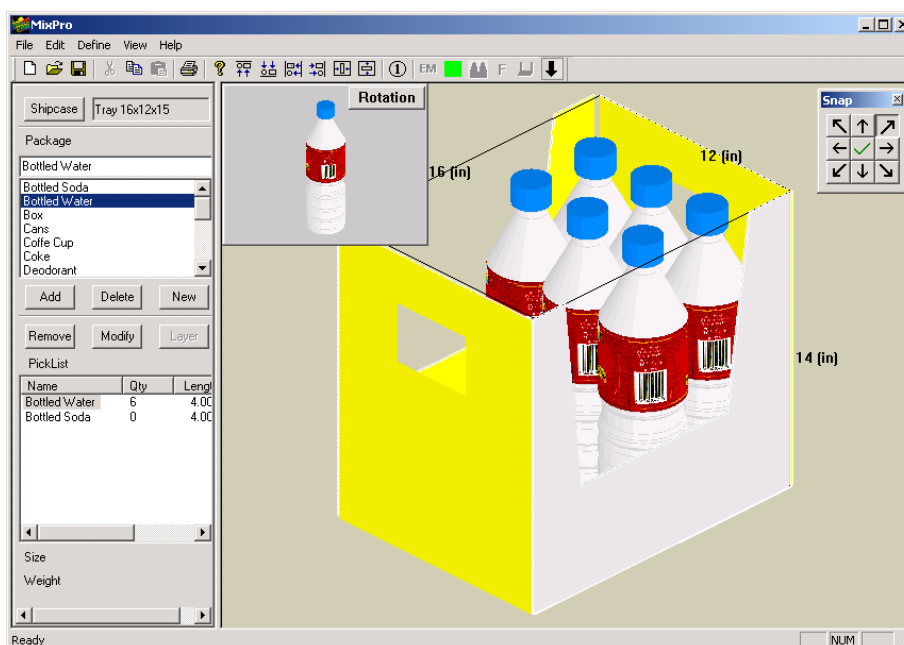 MixPro
File Edit Define View Help
EM F
Shipcase Tray 16x12x15
Package
Bottled Water
Bottled Soda
Bottled Water
Box
Cans
Coffe Cup
Coke
Deodorant
Add Delete New
Remove Modify Layer
PickList
Name Qty Lengl
Bottled Water 6 4.00
Bottled Soda 0 4.00
Size
Weight
Ready
Rotation
16 (in)
12 (in)
14 (in)
Snap
NUM